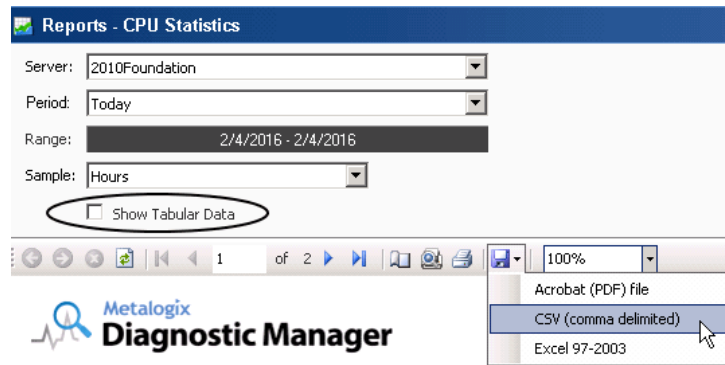 Reports - CPU Statistics
Server: 2010Foundation
Period: Today
Range: 2/4/2016 - 2/4/2016
Sample: Hours
Show Tabular Data
1 of 2 100%
Acrobat (PDF) file
CSV (comma delimited)
Excel 97-2003
Metalogix
Diagnostic Manager